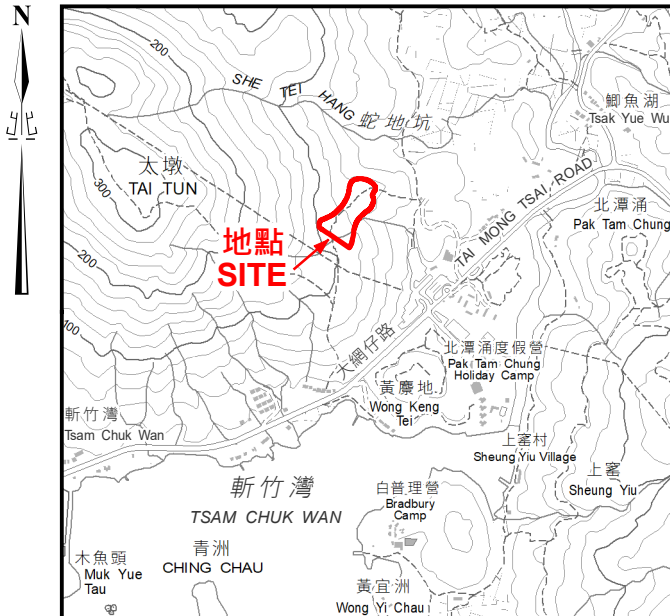 N
北
200
SHE TEI HANG 蛇地坑
鯽魚湖
Tsak Yue Wu
太墩
TAI TUN
300
200
100
地點
SITE
TAI MONG TSAI ROAD
北潭涌
Pak Tam Chung
大網仔路
北潭涌度假營
Pak Tam Chung
Holiday Camp
黃麖地
Wong Keng
Tei
斬竹灣
Tsam Chuk Wan
上窰村
Sheung Yiu Village
上窰
Sheung Yiu
斬竹灣
TSAM CHUK WAN
白普理營
Bradbury
Camp
青洲
CHING CHAU
木魚頭
Muk Yue
Tau
黃宜洲
Wong Yi Chau